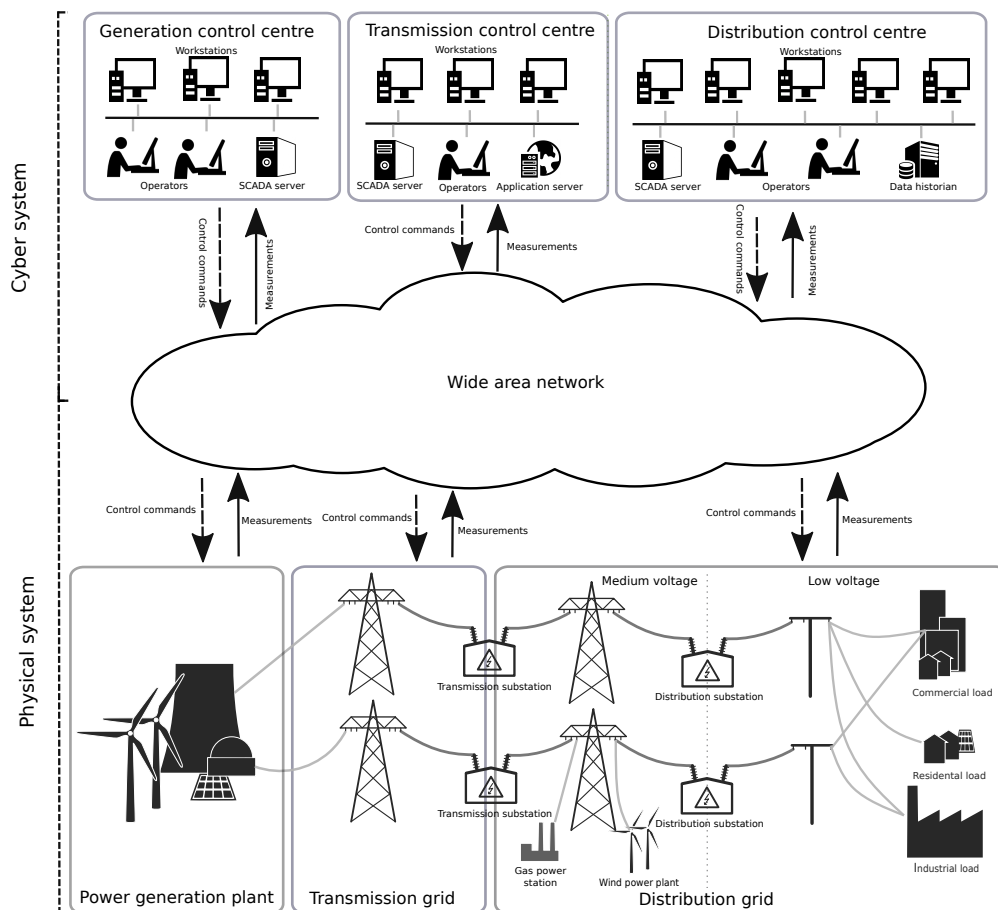 Cyber system
Physical system
Generation control centre
Workstations
Operators
SCADA server
Transmission control centre
Workstations
SCADA server
Operators
Application server
Distribution control centre
Workstations
SCADA server
Operators
Data historian
Control commands
Measurements
Control commands
Measurements
Control
commands
Measurements
Wide area network
Control commands
Measurements
Control commands
Measurements
Control commands
Measurements
Medium voltage
Low voltage
Transmission substation
Distribution substation
Commercial load
Transmission substation
Distribution substation
Residental load
Gas power
station
Wind power plant
Industrial load
Power generation plant
Transmission grid
Distribution grid